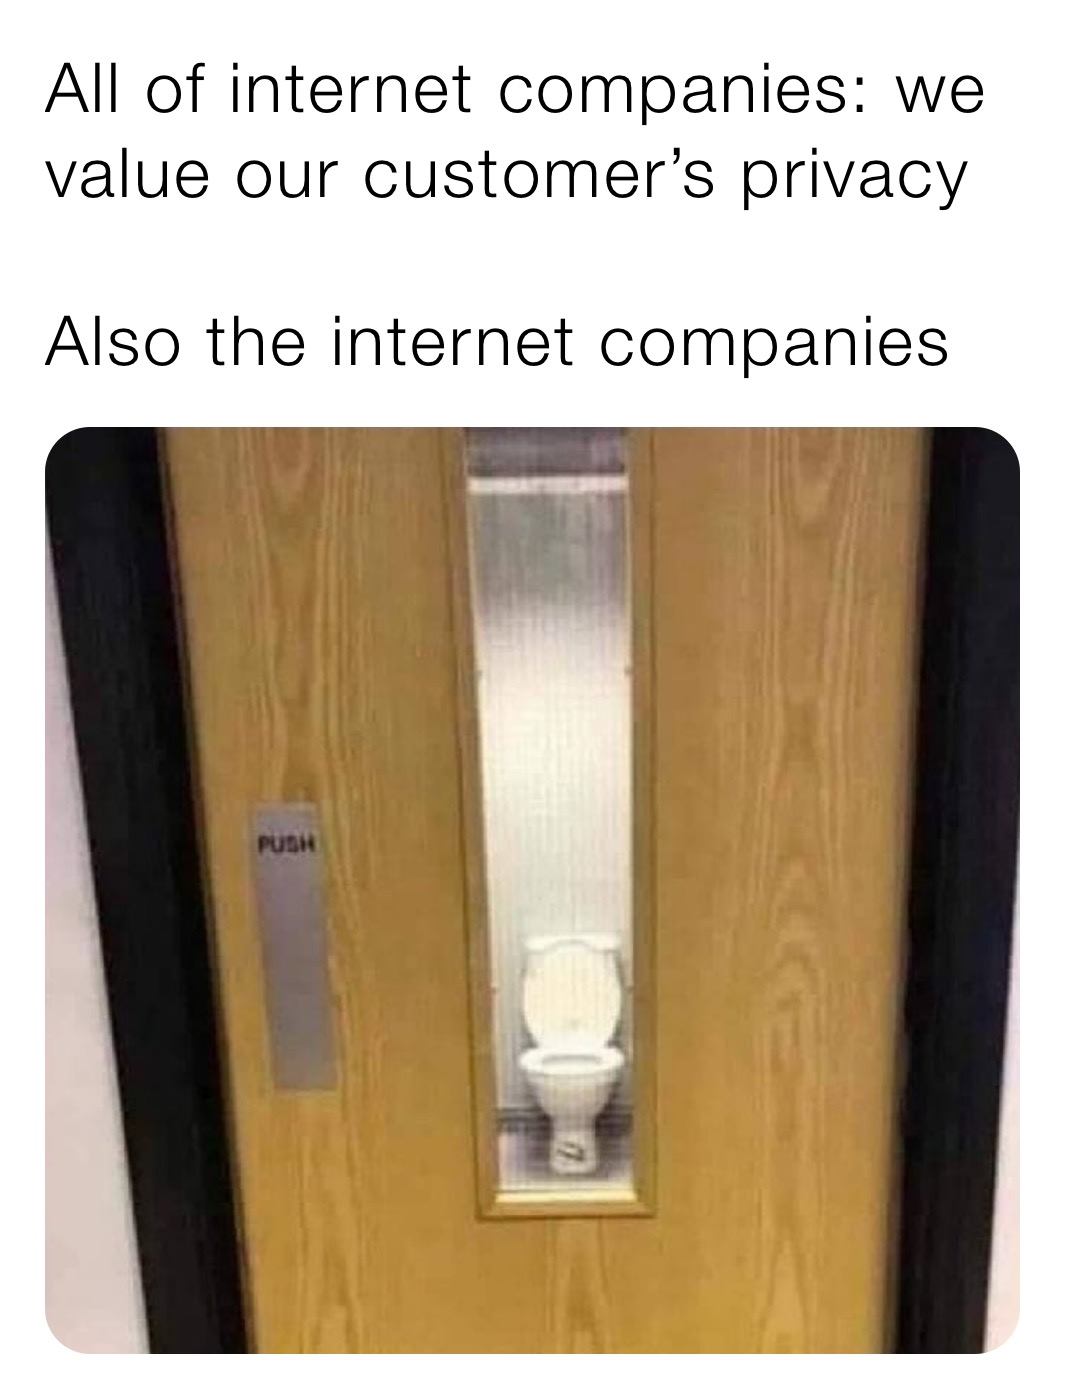 All of internet companies: we
value our customer’s privacy
Also the internet companies
PUSH